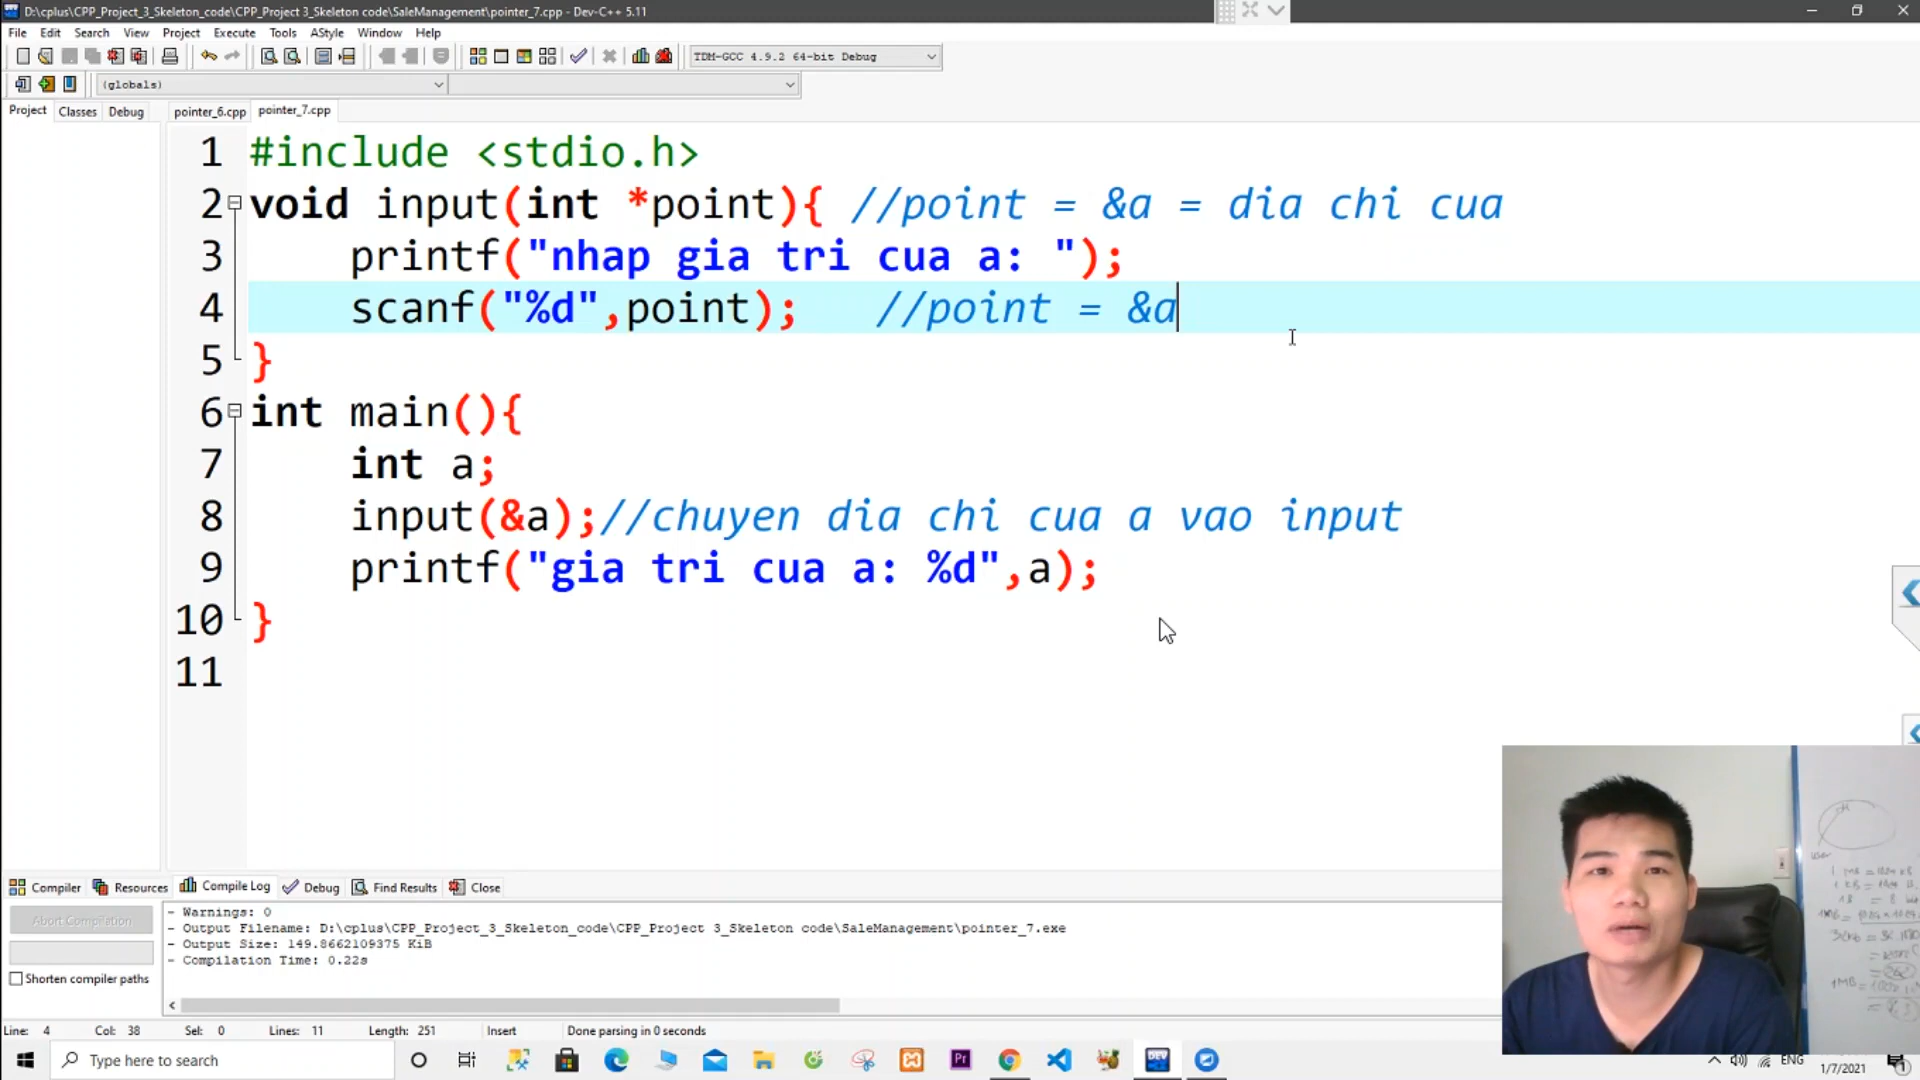 D:\cplus\CPP_Project_3_Skeleton_code\CPP_Project 3_Skeleton code\SaleManagement\pointer_7.cpp - Dev-C++ 5.11
File Edit Search View Project Execute Tools AStyle Window Help
TDM-GCC 4.9.2 64-bit Debug
(globals)
Project Classes Debug pointer_6.cpp pointer_7.cpp
1 #include <stdio.h>
2 void input(int *point){ //point = &a = dia chi cua
3 printf("nhap gia tri cua a: ");
4 scanf("%d",point); //point = &a
5 }
6 int main(){
7 int a;
8 input(&a);//chuyen dia chi cua a vao input
9 printf("gia tri cua a: %d",a);
10 }
11
Compiler Resources Compile Log Debug Find Results Close
Abort Compilation
Shorten compiler paths
- Warnings: 0
- Output Filename: D:\cplus\CPP_Project_3_Skeleton_code\CPP_Project 3_Skeleton code\SaleManagement\pointer_7.exe
- Output Size: 149.8662109375 KiB
- Compilation Time: 0.22s
Line: 4 Col: 38 Sel: 0 Lines: 11 Length: 251 Insert Done parsing in 0 seconds
Type here to search
Pr
DEV
ENG
1/7/2021